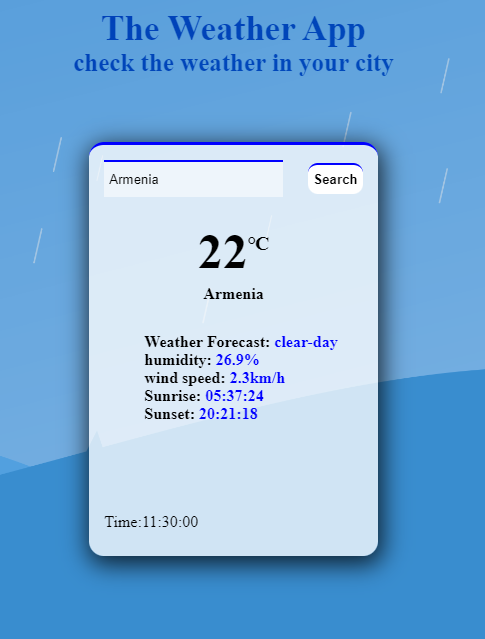 The Weather App
check the weather in your city
Armenia
Search
22°C
Armenia
Weather Forecast: clear-day
humidity: 26.9%
wind speed: 2.3km/h
Sunrise: 05:37:24
Sunset: 20:21:18
Time:11:30:00